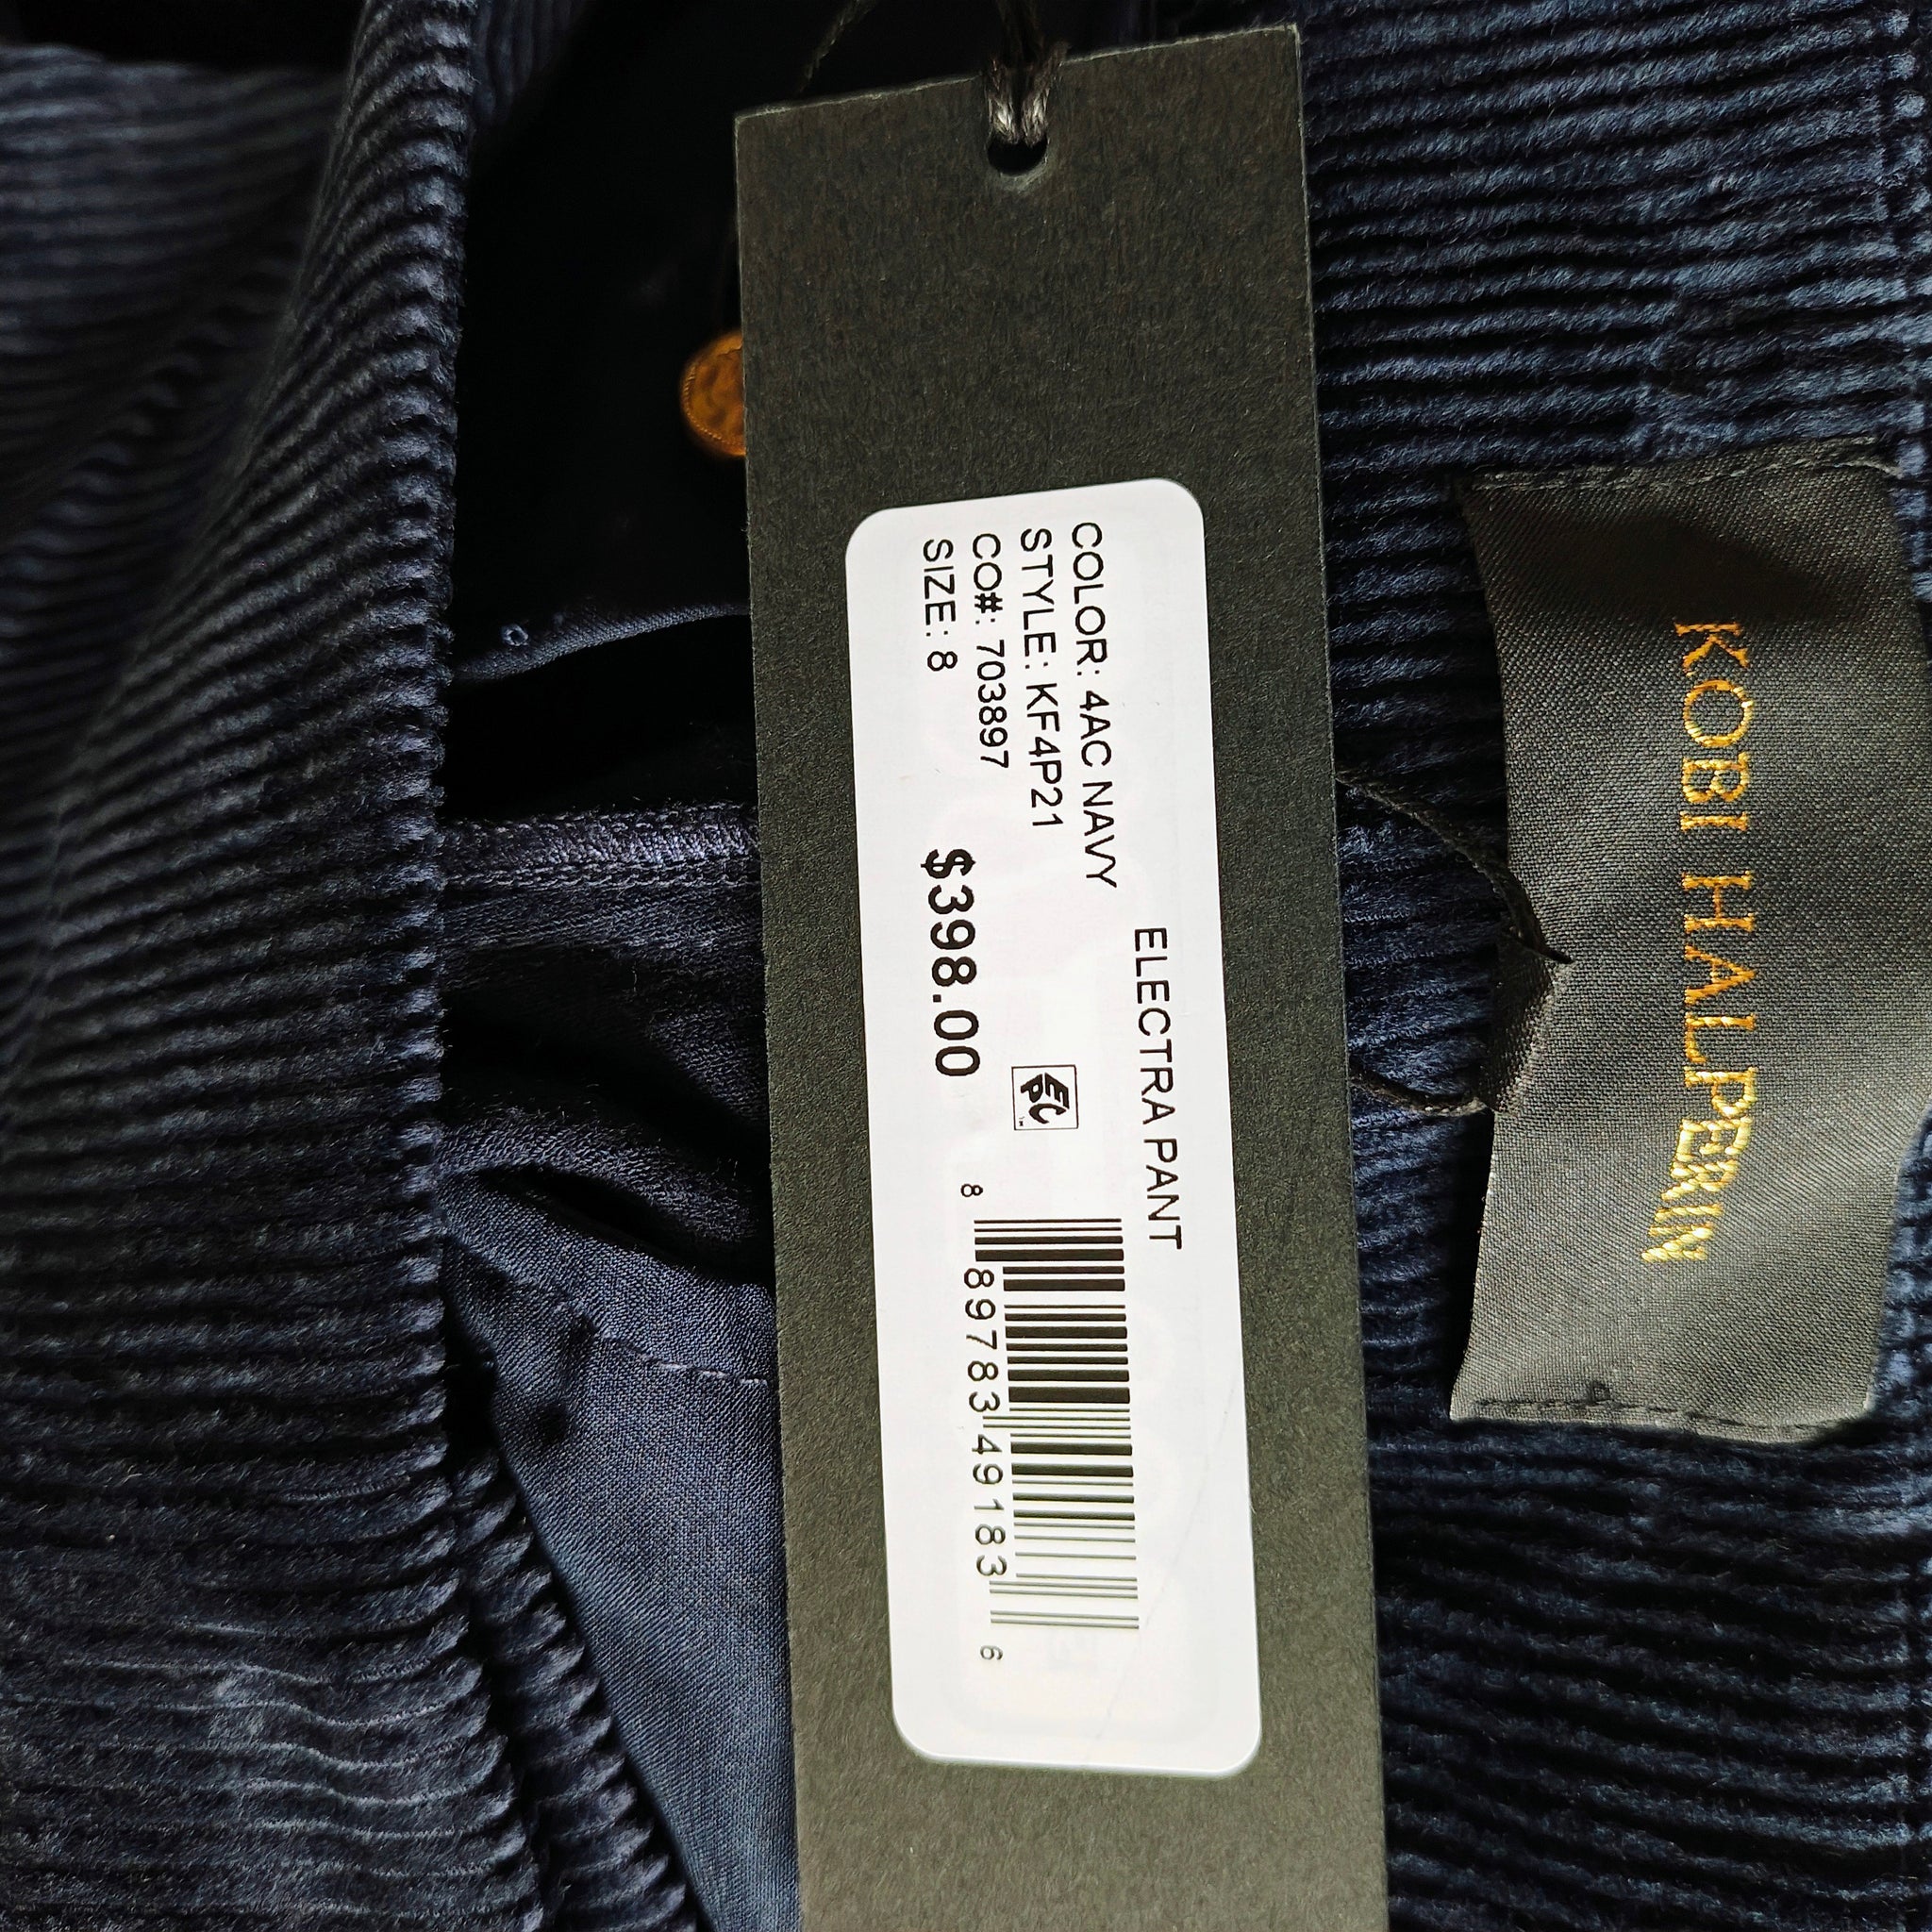 ELECTRA PANT
COLOR: 4AC NAVY
STYLE: KF4P21
CO#: 703897
SIZE: 8
$398.00
EPC
8 89783 49183 6
KOBI HALPERIN